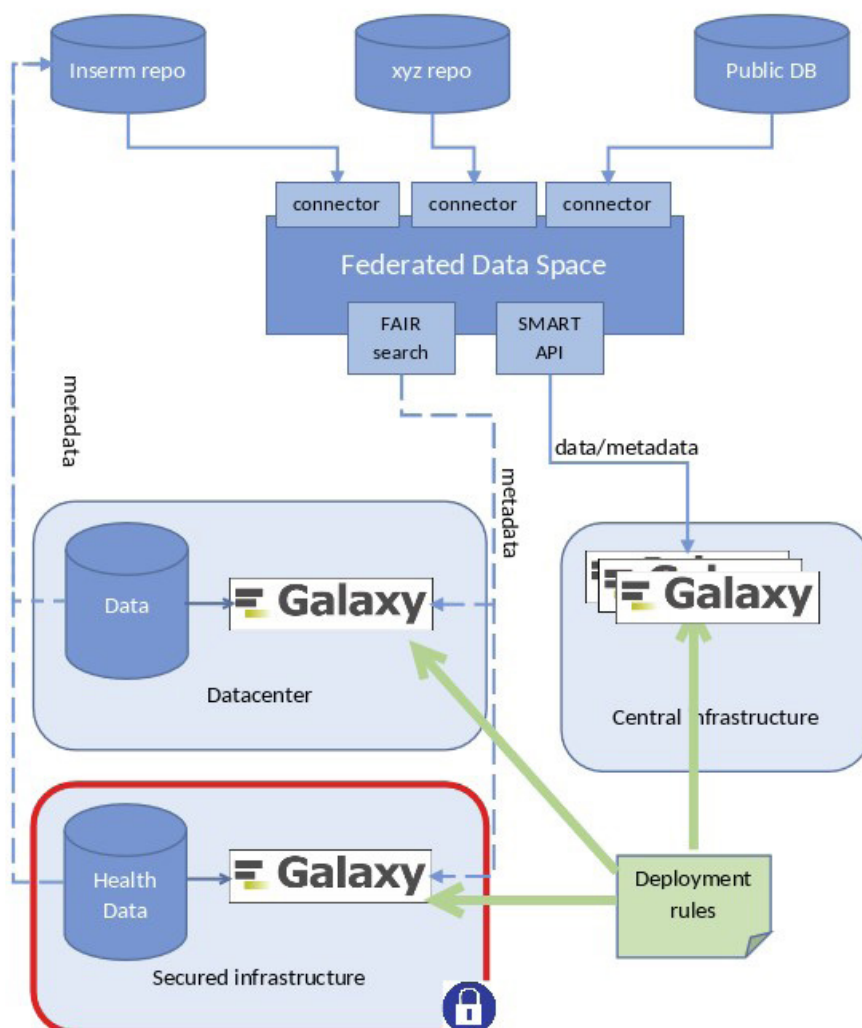 Inserm repo
xyz repo
Public DB
connector
connector
connector
Federated Data Space
FAIR
search
SMART
API
metadata
data/metadata
metadata
Data
Galaxy
Datacenter
Galaxy
Central infrastructure
Health
Data
Galaxy
Secured infrastructure
Deployment
rules